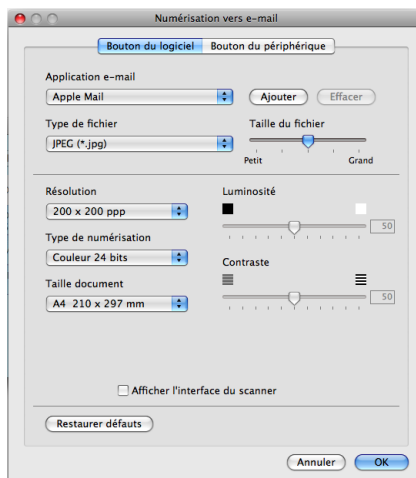 Numérisation vers e-mail
Bouton du logiciel Bouton du périphérique
Application e-mail
Apple Mail Ajouter Effacer
Type de fichier Taille du fichier
JPEG (*.jpg)
Petit Grand
Résolution Luminosité
200 x 200 ppp
50
Type de numérisation
Couleur 24 bits Contraste
Taille document
A4 210 x 297 mm 50
Afficher l'interface du scanner
Restaurer défauts
Annuler OK